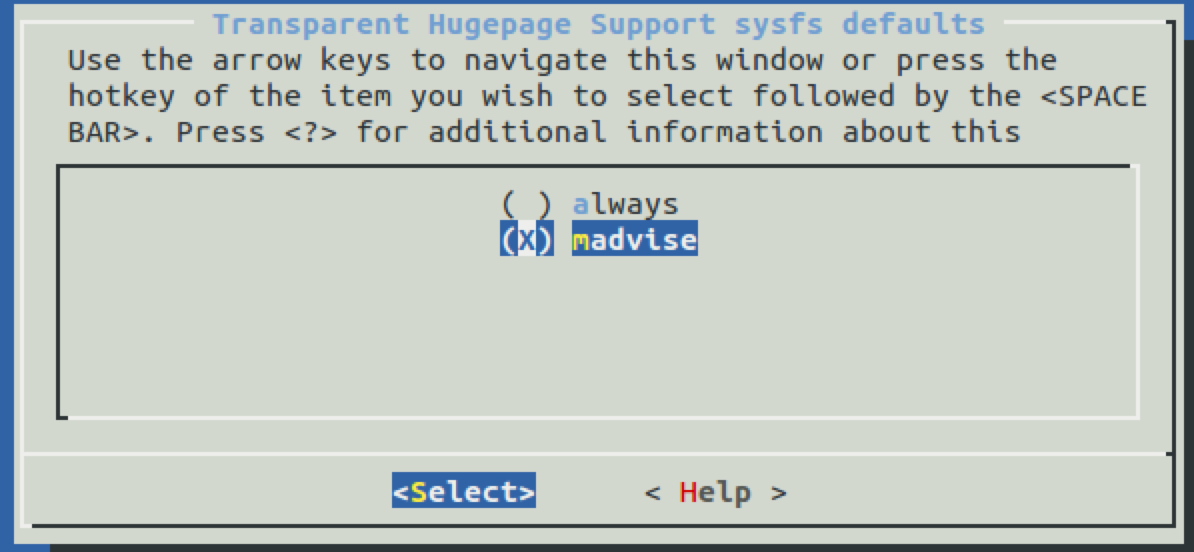 Transparent Hugepage Support sysfs defaults
Use the arrow keys to navigate this window or press the
hotkey of the item you wish to select followed by the <SPACE
BAR>. Press <?> for additional information about this
( ) always
(X) madvise
<Select> < Help >